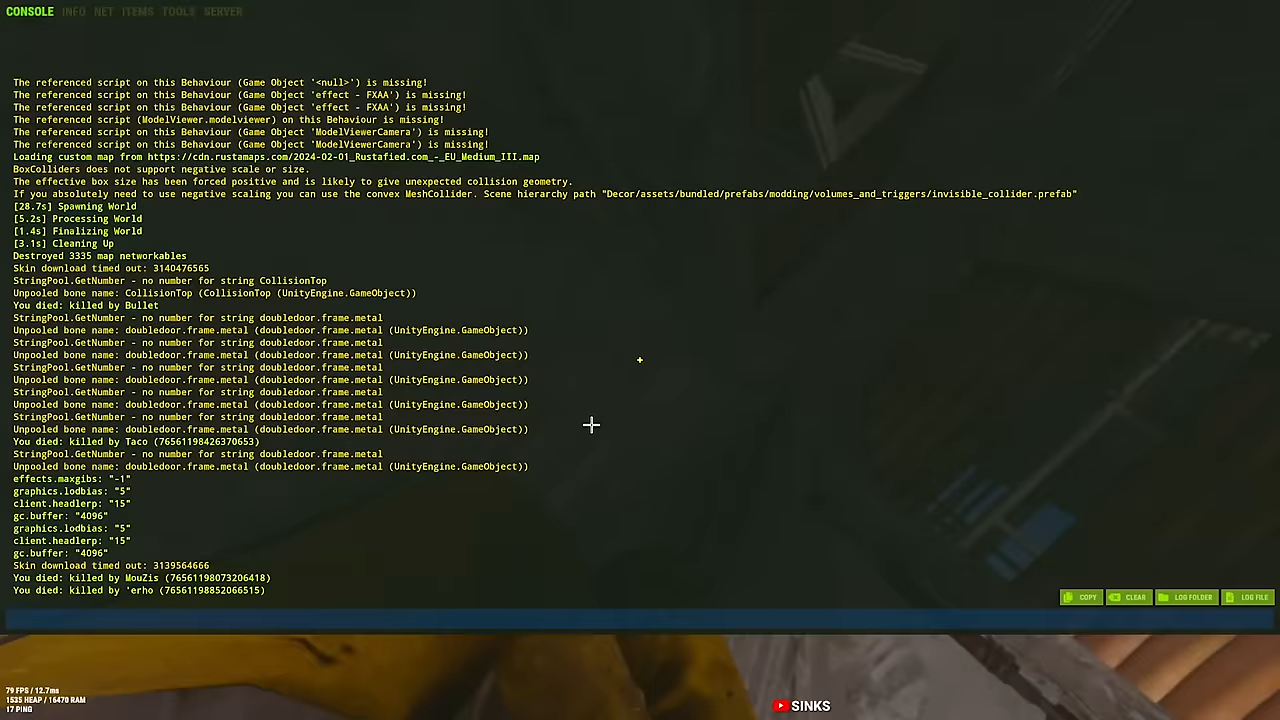 CONSOLE INFO NET ITEMS TOOLS SERVER
The referenced script on this Behaviour (Game Object '<null>') is missing!
The referenced script on this Behaviour (Game Object 'effect - FXAA') is missing!
The referenced script on this Behaviour (Game Object 'effect - FXAA') is missing!
The referenced script (ModelViewer.modelviewer) on this Behaviour is missing!
The referenced script on this Behaviour (Game Object 'ModelViewerCamera') is missing!
The referenced script on this Behaviour (Game Object 'ModelViewerCamera') is missing!
Loading custom map from https://cdn.rustamaps.com/2024-02-01_Rustafied.com_-_EU_Medium_III.map
BoxColliders does not support negative scale or size.
The effective box size has been forced positive and is likely to give unexpected collision geometry.
If you absolutely need to use negative scaling you can use the convex MeshCollider. Scene hierarchy path "Decor/assets/bundled/prefabs/modding/volumes_and_triggers/invisible_collider.prefab"
[28.7s] Spawning World
[5.2s] Processing World
[1.4s] Finalizing World
[3.1s] Cleaning Up
Destroyed 3335 map networkables
Skin download timed out: 3140476565
StringPool.GetNumber - no number for string CollisionTop
Unpooled bone name: CollisionTop (CollisionTop (UnityEngine.GameObject))
You died: killed by Bullet
StringPool.GetNumber - no number for string doubledoor.frame.metal
Unpooled bone name: doubledoor.frame.metal (doubledoor.frame.metal (UnityEngine.GameObject))
StringPool.GetNumber - no number for string doubledoor.frame.metal
Unpooled bone name: doubledoor.frame.metal (doubledoor.frame.metal (UnityEngine.GameObject))
StringPool.GetNumber - no number for string doubledoor.frame.metal
Unpooled bone name: doubledoor.frame.metal (doubledoor.frame.metal (UnityEngine.GameObject))
StringPool.GetNumber - no number for string doubledoor.frame.metal
Unpooled bone name: doubledoor.frame.metal (doubledoor.frame.metal (UnityEngine.GameObject))
StringPool.GetNumber - no number for string doubledoor.frame.metal
Unpooled bone name: doubledoor.frame.metal (doubledoor.frame.metal (UnityEngine.GameObject))
You died: killed by Taco (76561198426370653)
StringPool.GetNumber - no number for string doubledoor.frame.metal
Unpooled bone name: doubledoor.frame.metal (doubledoor.frame.metal (UnityEngine.GameObject))
effects.maxgibs: "-1"
graphics.lodbias: "5"
client.headlerp: "15"
gc.buffer: "4096"
graphics.lodbias: "5"
client.headlerp: "15"
gc.buffer: "4096"
Skin download timed out: 3139564666
You died: killed by MouZis (76561198073206418)
You died: killed by 'erho (76561198852066515)
COPY CLEAR LOG FOLDER LOG FILE
79 FPS / 12.7ms
1535 HEAP / 16470 RAM
17 PING
SINKS